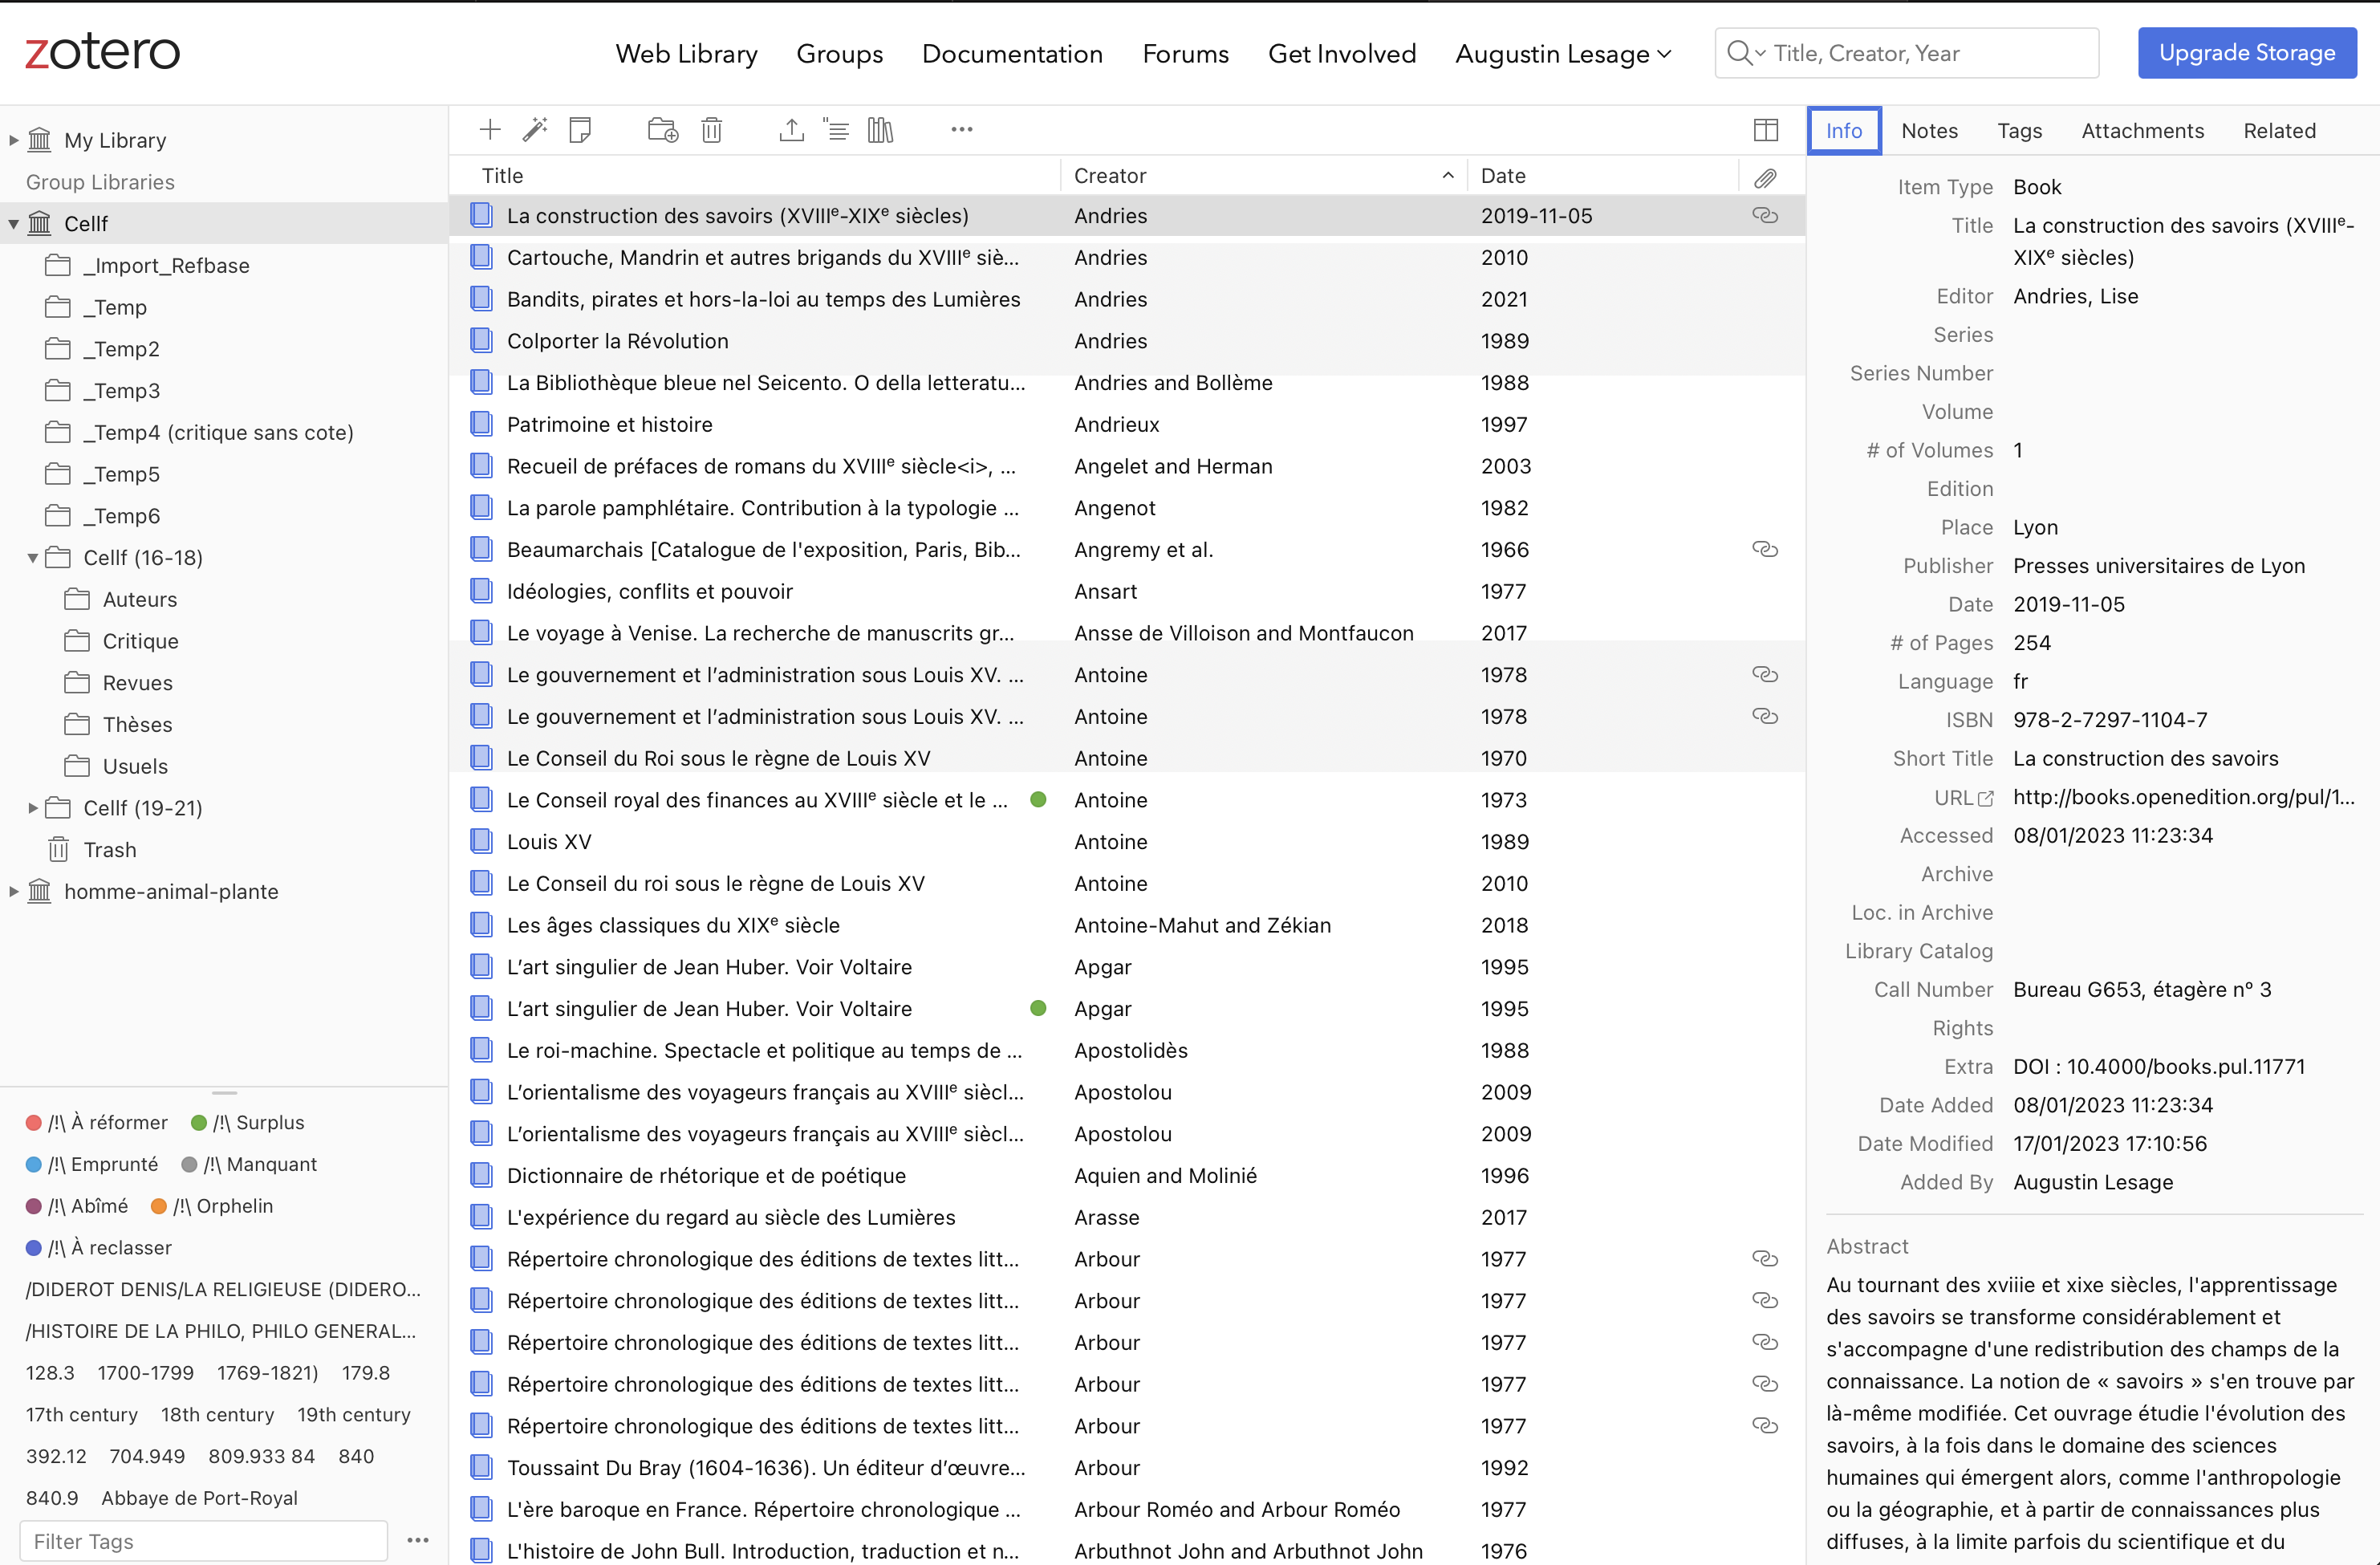 zotero
Web Library Groups Documentation Forums Get Involved Augustin Lesage
Title, Creator, Year
Upgrade Storage
My Library
Group Libraries
Cellf
_Import_Refbase
_Temp
_Temp2
_Temp3
_Temp4 (critique sans cote)
_Temp5
_Temp6
Cellf (16-18)
Auteurs
Critique
Revues
Thèses
Usuels
Cellf (19-21)
Trash
homme-animal-plante
/!\ À réformer /!\ Surplus
/!\ Emprunté /!\ Manquant
/!\ Abîmé /!\ Orphelin
/!\ À reclasser
/DIDEROT DENIS/LA RELIGIEUSE (DIDERO...
/HISTOIRE DE LA PHILO, PHILO GENERAL...
128.3 1700-1799 1769-1821) 179.8
17th century 18th century 19th century
392.12 704.949 809.933 84 840
840.9 Abbaye de Port-Royal
Filter Tags
Title Creator Date
La construction des savoirs (XVIIIᵉ-XIXᵉ siècles) Andries 2019-11-05
Cartouche, Mandrin et autres brigands du XVIIIᵉ siè... Andries 2010
Bandits, pirates et hors-la-loi au temps des Lumières Andries 2021
Colporter la Révolution Andries 1989
La Bibliothèque bleue nel Seicento. O della letteratu... Andries and Bollème 1988
Patrimoine et histoire Andrieux 1997
Recueil de préfaces de romans du XVIIIᵉ siècle<i>, ... Angelet and Herman 2003
La parole pamphlétaire. Contribution à la typologie ... Angenot 1982
Beaumarchais [Catalogue de l'exposition, Paris, Bib... Angremy et al. 1966
Idéologies, conflits et pouvoir Ansart 1977
Le voyage à Venise. La recherche de manuscrits gr... Ansse de Villoison and Montfaucon 2017
Le gouvernement et l’administration sous Louis XV. ... Antoine 1978
Le gouvernement et l’administration sous Louis XV. ... Antoine 1978
Le Conseil du Roi sous le règne de Louis XV Antoine 1970
Le Conseil royal des finances au XVIIIᵉ siècle et le ... Antoine 1973
Louis XV Antoine 1989
Le Conseil du roi sous le règne de Louis XV Antoine 2010
Les âges classiques du XIXᵉ siècle Antoine-Mahut and Zékian 2018
L’art singulier de Jean Huber. Voir Voltaire Apgar 1995
L’art singulier de Jean Huber. Voir Voltaire Apgar 1995
Le roi-machine. Spectacle et politique au temps de ... Apostolidès 1988
L’orientalisme des voyageurs français au XVIIIᵉ siècl... Apostolou 2009
L’orientalisme des voyageurs français au XVIIIᵉ siècl... Apostolou 2009
Dictionnaire de rhétorique et de poétique Aquien and Molinié 1996
L'expérience du regard au siècle des Lumières Arasse 2017
Répertoire chronologique des éditions de textes litt... Arbour 1977
Répertoire chronologique des éditions de textes litt... Arbour 1977
Répertoire chronologique des éditions de textes litt... Arbour 1977
Répertoire chronologique des éditions de textes litt... Arbour 1977
Répertoire chronologique des éditions de textes litt... Arbour 1977
Toussaint Du Bray (1604-1636). Un éditeur d’œuvre... Arbour 1992
L'ère baroque en France. Répertoire chronologique ... Arbour Roméo and Arbour Roméo 1977
L'histoire de John Bull. Introduction, traduction et n... Arbuthnot John and Arbuthnot John 1976
Info Notes Tags Attachments Related
Item Type Book
Title La construction des savoirs (XVIIIᵉ-
XIXᵉ siècles)
Editor Andries, Lise
Series
Series Number
Volume
# of Volumes 1
Edition
Place Lyon
Publisher Presses universitaires de Lyon
Date 2019-11-05
# of Pages 254
Language fr
ISBN 978-2-7297-1104-7
Short Title La construction des savoirs
URL http://books.openedition.org/pul/1...
Accessed 08/01/2023 11:23:34
Archive
Loc. in Archive
Library Catalog
Call Number Bureau G653, étagère nº 3
Rights
Extra DOI : 10.4000/books.pul.11771
Date Added 08/01/2023 11:23:34
Date Modified 17/01/2023 17:10:56
Added By Augustin Lesage
Abstract
Au tournant des xviiie et xixe siècles, l'apprentissage
des savoirs se transforme considérablement et
s'accompagne d'une redistribution des champs de la
connaissance. La notion de « savoirs » s'en trouve par
là-même modifiée. Cet ouvrage étudie l'évolution des
savoirs, à la fois dans le domaine des sciences
humaines qui émergent alors, comme l'anthropologie
ou la géographie, et à partir de connaissances plus
diffuses, à la limite parfois du scientifique et du